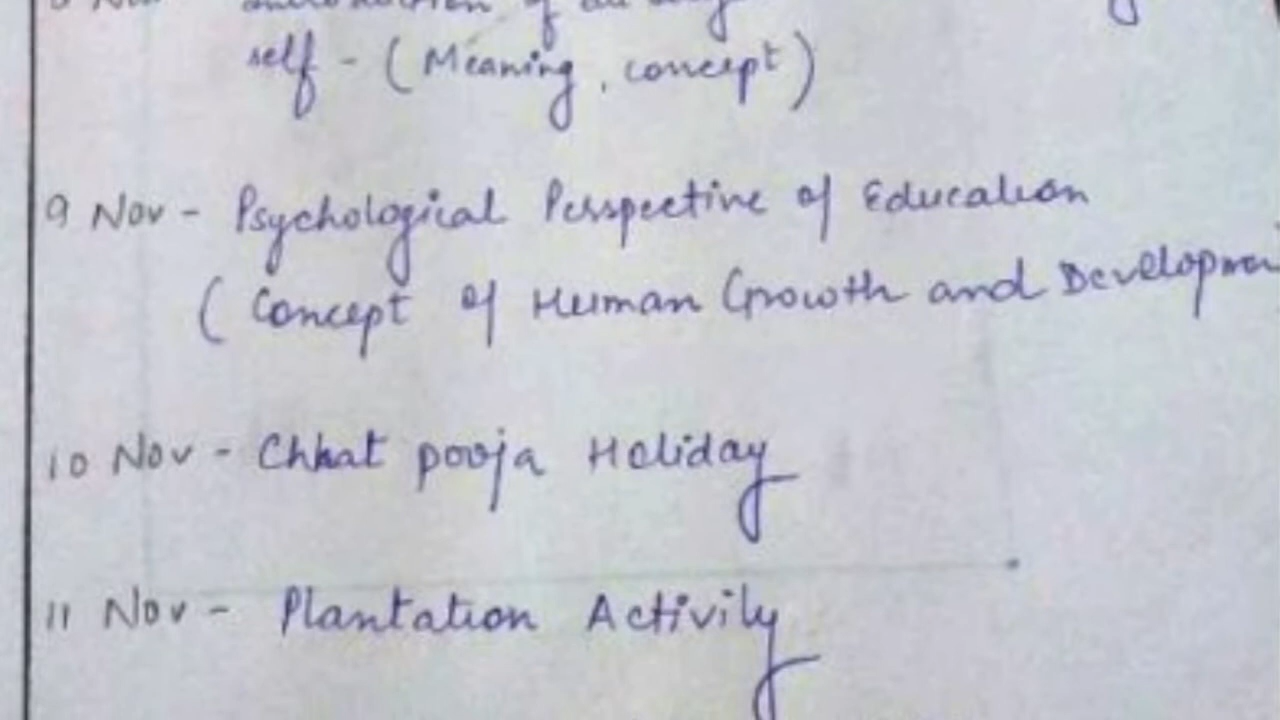 self - (Meaning, concept)
9 Nov - Psychological Perspective of Education
(Concept of Human Growth and Developmen
10 Nov - Chhat pooja Holiday
11 Nov - Plantation Activity